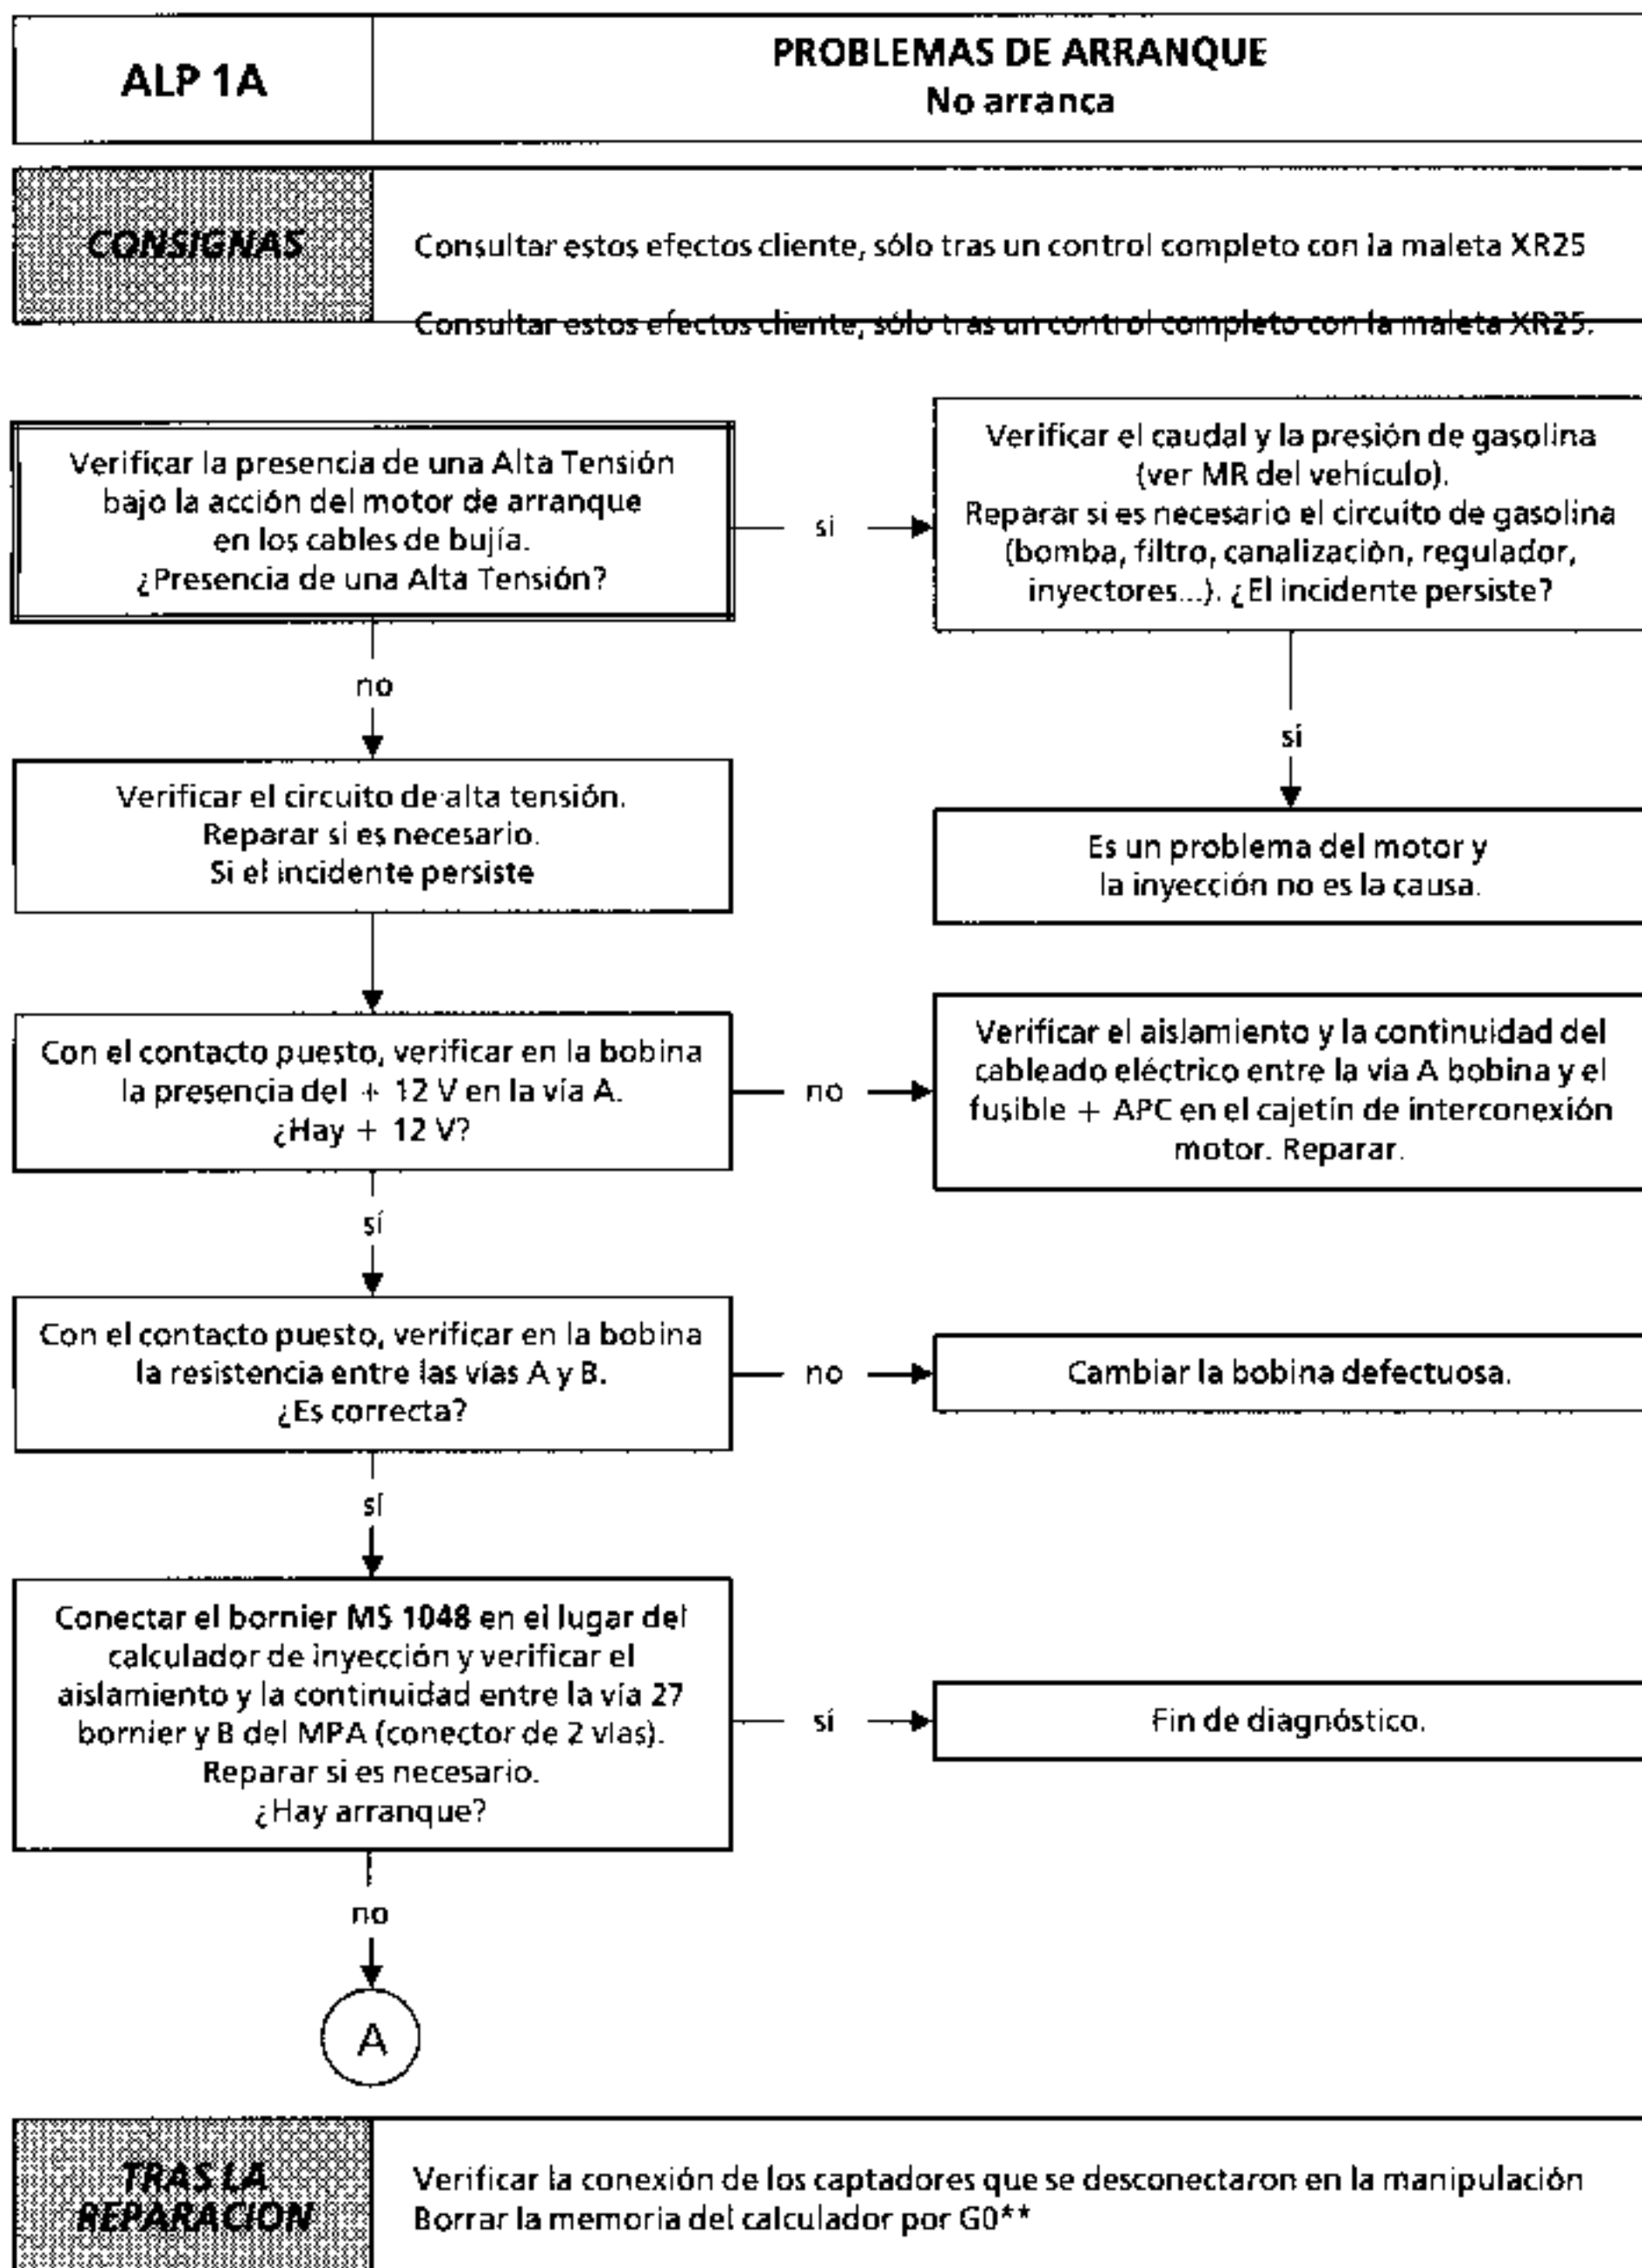 ALP 1A
PROBLEMAS DE ARRANQUE
No arranca
CONSIGNAS
Consultar estos efectos cliente, sólo tras un control completo con la maleta XR25
Consultar estos efectos cliente, sólo tras un control completo con la maleta XR25.
Verificar la presencia de una Alta Tensión
bajo la acción del motor de arranque
en los cables de bujía.
¿Presencia de una Alta Tensión?
sí
Verificar el caudal y la presión de gasolina
(ver MR del vehículo).
Reparar si es necesario el circuito de gasolina
(bomba, filtro, canalización, regulador,
inyectores...). ¿El incidente persiste?
no
sí
Verificar el circuito de alta tensión.
Reparar si es necesario.
Si el incidente persiste
Es un problema del motor y
la inyección no es la causa.
Con el contacto puesto, verificar en la bobina
la presencia del + 12 V en la vía A.
¿Hay + 12 V?
no
Verificar el aislamiento y la continuidad del
cableado eléctrico entre la vía A bobina y el
fusible + APC en el cajetín de interconexión
motor. Reparar.
sí
Con el contacto puesto, verificar en la bobina
la resistencia entre las vías A y B.
¿Es correcta?
no
Cambiar la bobina defectuosa.
sí
Conectar el bornier MS 1048 en el lugar del
calculador de inyección y verificar el
aislamiento y la continuidad entre la vía 27
bornier y B del MPA (conector de 2 vías).
Reparar si es necesario.
¿Hay arranque?
sí
Fin de diagnóstico.
no
A
TRAS LA
REPARACION
Verificar la conexión de los captadores que se desconectaron en la manipulación
Borrar la memoria del calculador por G0**